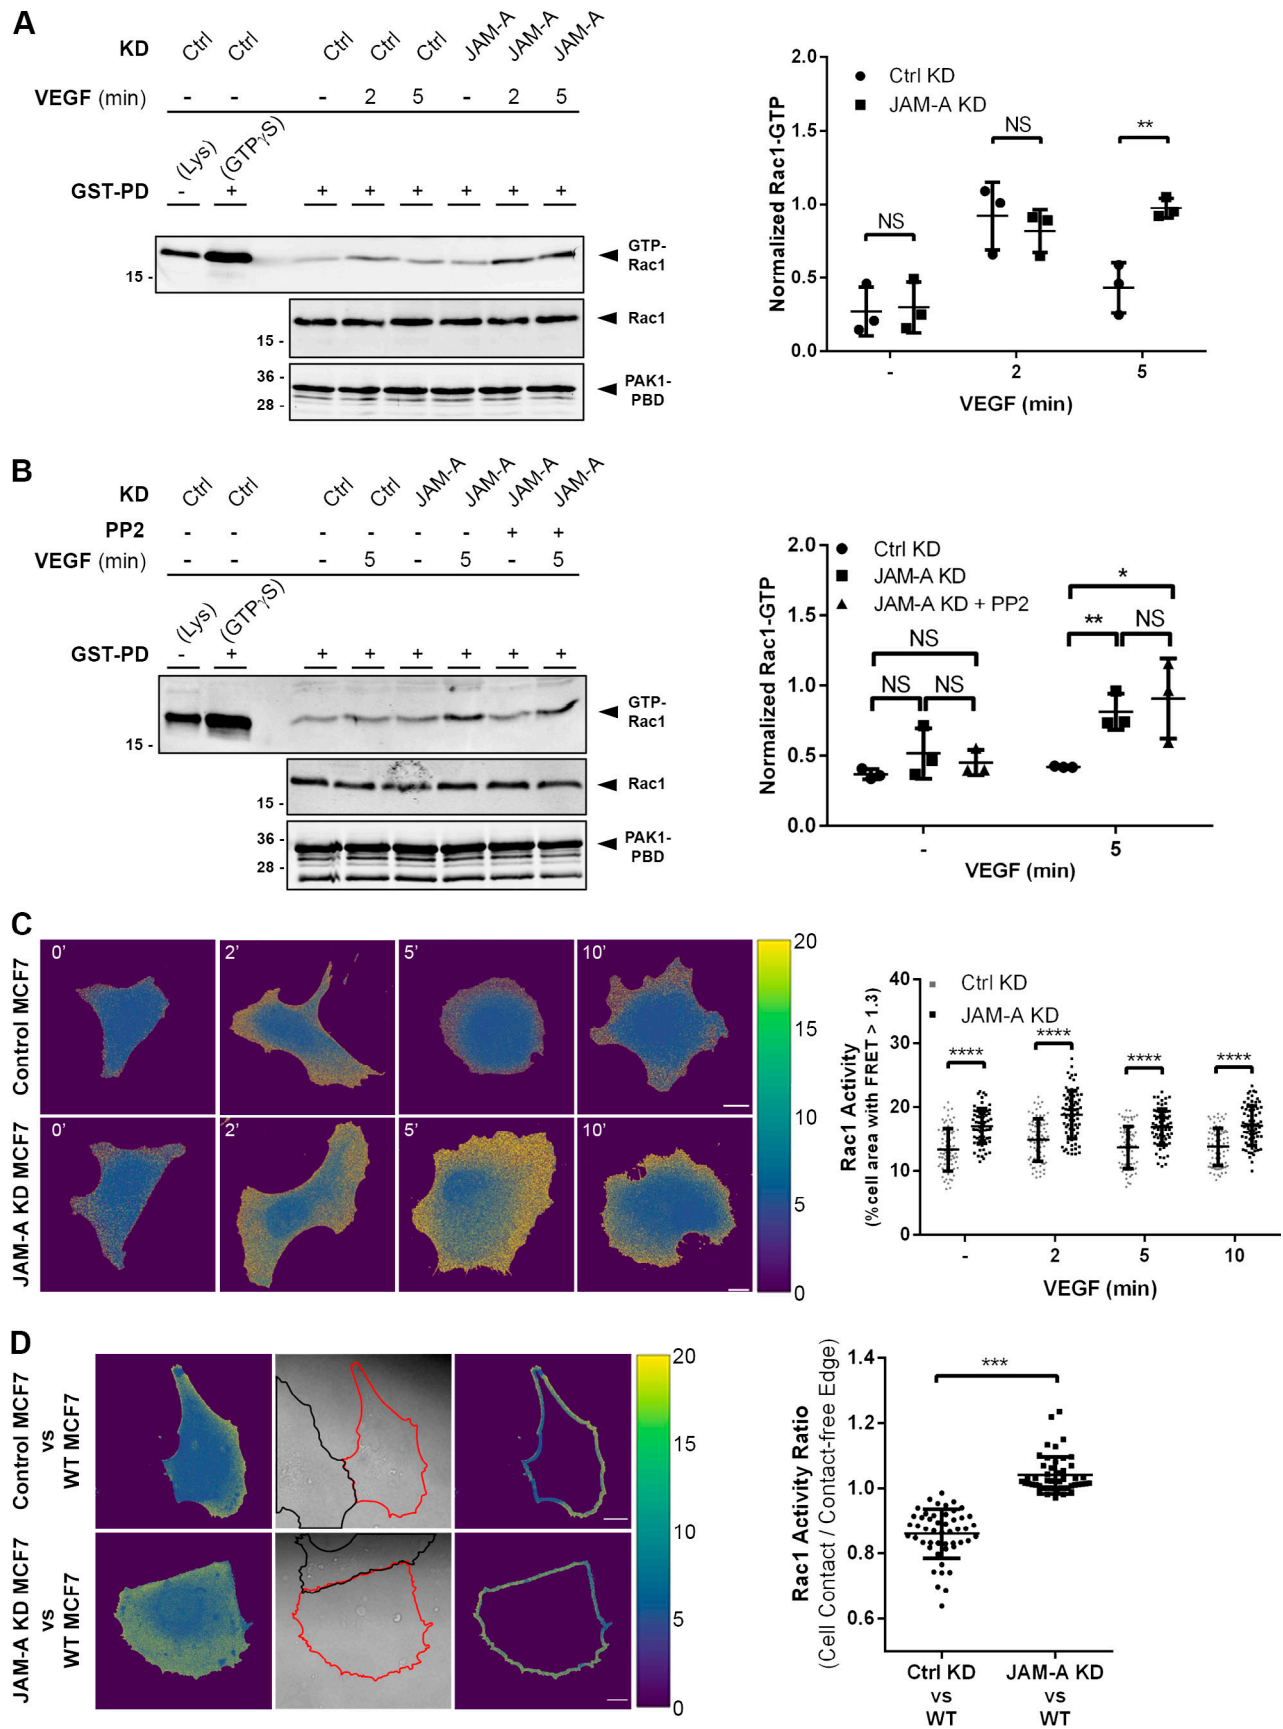 A
KD Ctrl Ctrl Ctrl Ctrl Ctrl JAM-A JAM-A JAM-A
VEGF (min) - - - 2 5 - 2 5
(Lys) (GTPγS)
GST-PD - + + + + + + +
GTP-
Rac1
15 -
Rac1
15 -
36 -
PAK1-
PBD
28 -
2.0
Ctrl KD
JAM-A KD
1.5
NS
**
1.0
NS
0.5
0.0
Normalized Rac1-GTP
- 2 5
VEGF (min)
B
KD Ctrl Ctrl Ctrl Ctrl JAM-A JAM-A JAM-A JAM-A
PP2 - - - - - - + +
VEGF (min) - - - 5 - 5 - 5
(Lys) (GTPγS)
GST-PD - + + + + + + +
GTP-
Rac1
15 -
Rac1
15 -
36 -
PAK1-
PBD
28 -
2.0
Ctrl KD
JAM-A KD
JAM-A KD + PP2
1.5
*
NS
** NS
1.0
NS NS
0.5
0.0
Normalized Rac1-GTP
- 5
VEGF (min)
C
Control MCF7
0' 2' 5' 10'
JAM-A KD MCF7
0' 2' 5' 10'
20
15
10
5
0
40
Ctrl KD
JAM-A KD
30
**** **** **** ****
20
10
0
Rac1 Activity
(% cell area with FRET > 1.3)
- 2 5 10
VEGF (min)
D
Control MCF7
vs
WT MCF7
JAM-A KD MCF7
vs
WT MCF7
20
15
10
5
0
1.4
***
1.2
1.0
0.8
0.6
Rac1 Activity Ratio
(Cell Contact / Contact-free Edge)
Ctrl KD JAM-A KD
vs vs
WT WT